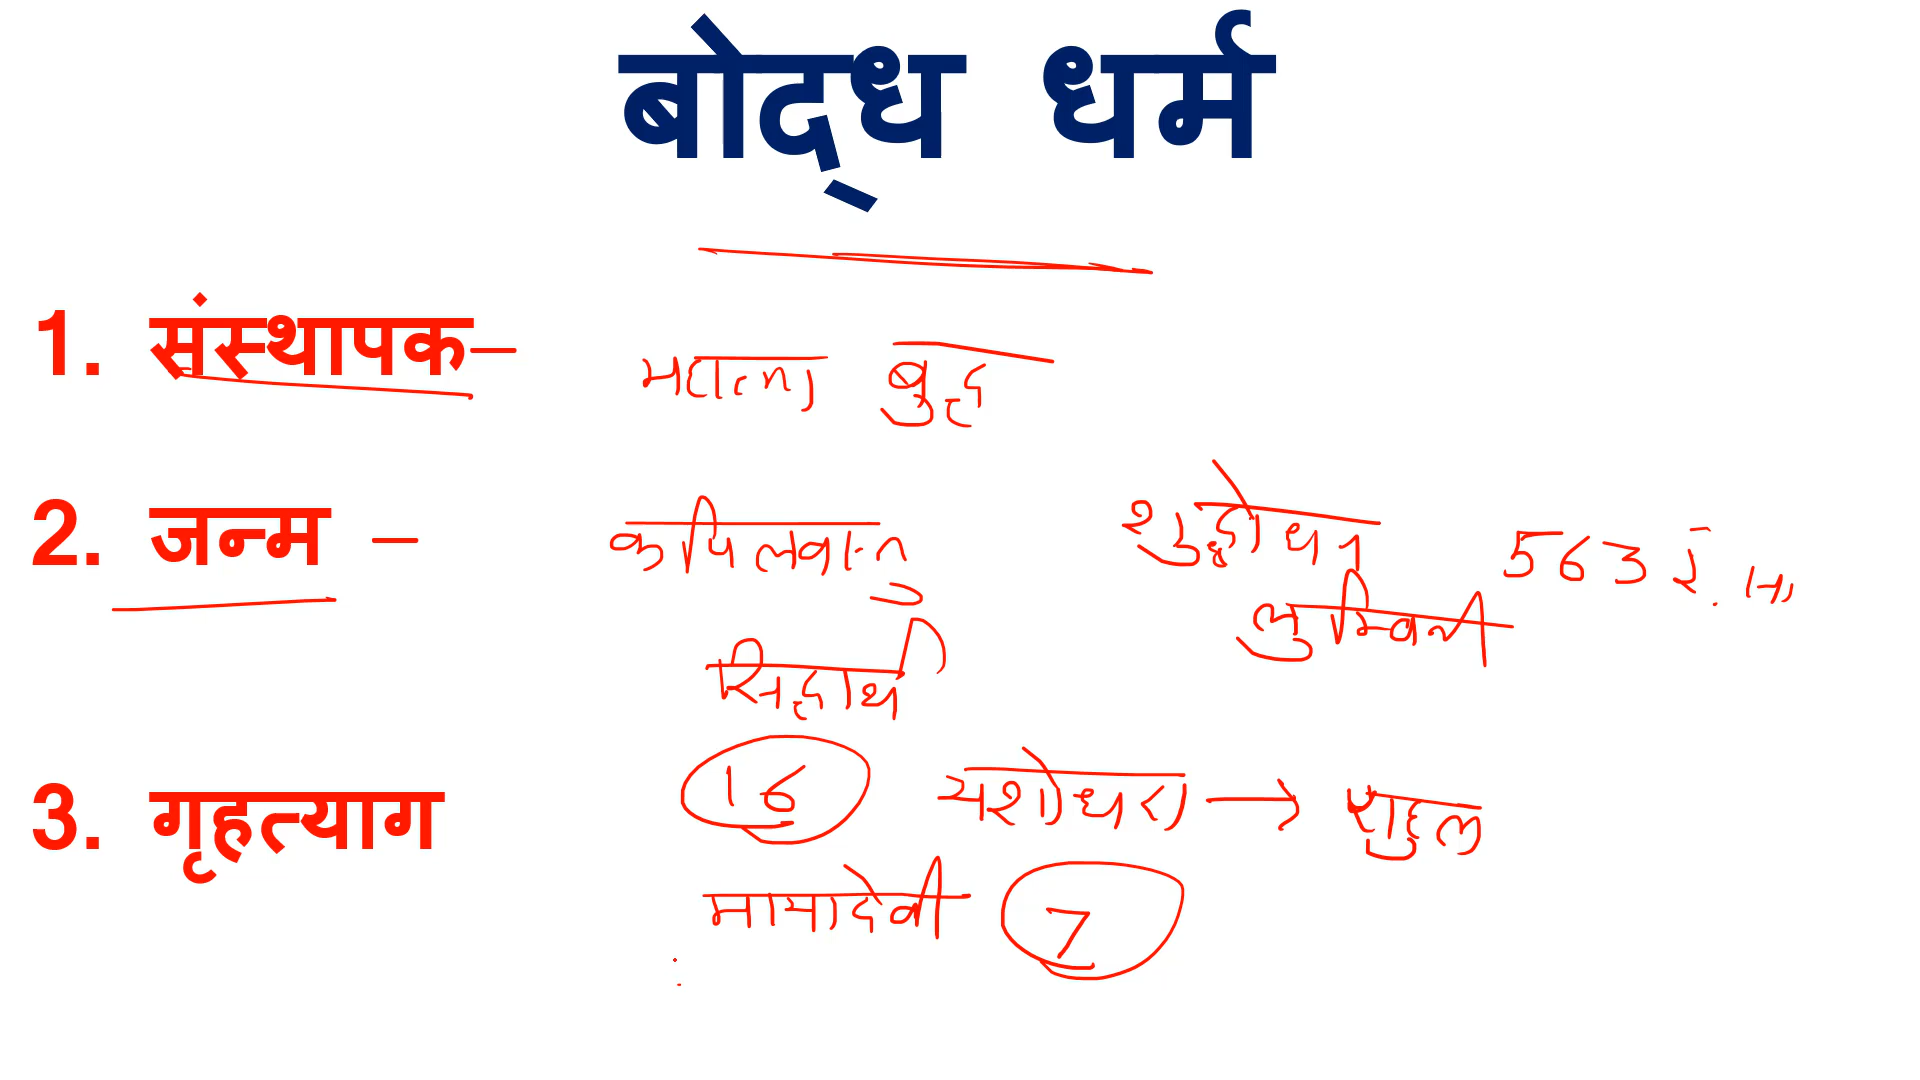 बोद्ध धर्म
1. संस्थापक– महात्मा बुद्ध
2. जन्म – कपिलवस्तु शुद्धोधन 563 ई. पू.
लुम्बिनी
सिद्धार्थ
3. गृहत्याग 16 यशोधरा → राहुल
मायादेवी 7